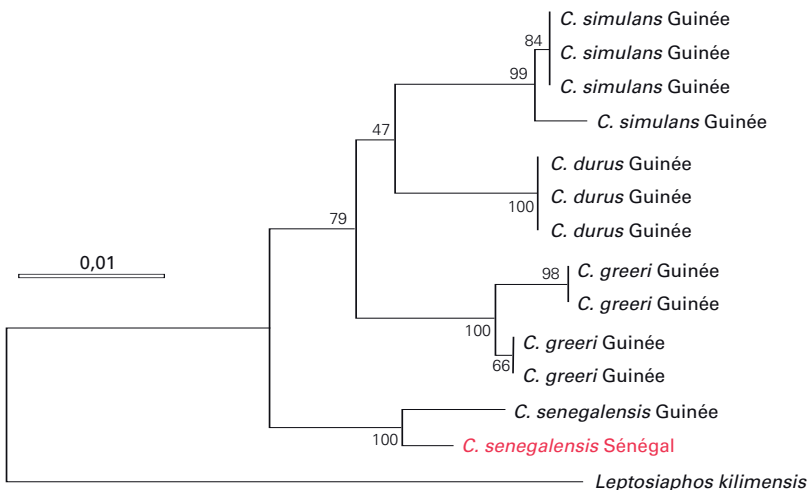 C. simulans Guinée
84
C. simulans Guinée
99
C. simulans Guinée
C. simulans Guinée
47
C. durus Guinée
C. durus Guinée
100
C. durus Guinée
79
0,01
98
C. greeri Guinée
C. greeri Guinée
100
C. greeri Guinée
66
C. greeri Guinée
C. senegalensis Guinée
100
C. senegalensis Sénégal
Leptosiaphos kilimensis